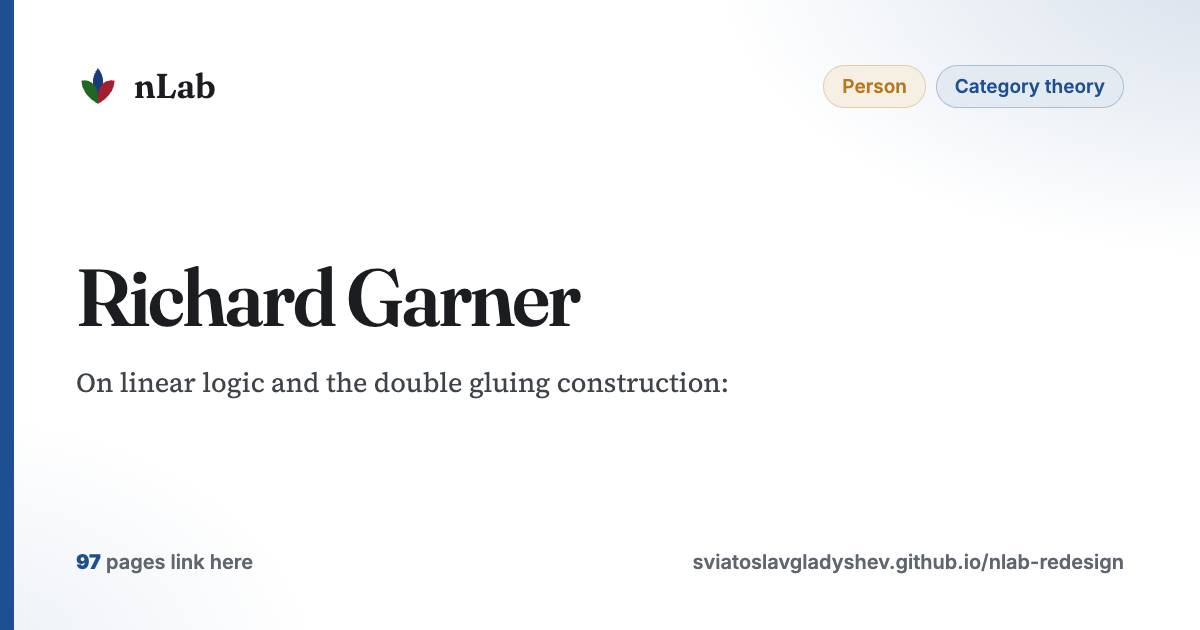 nLab
Person
Category theory
Richard Garner
On linear logic and the double gluing construction:
97 pages link here
sviatoslavgladyshev.github.io/nlab-redesign